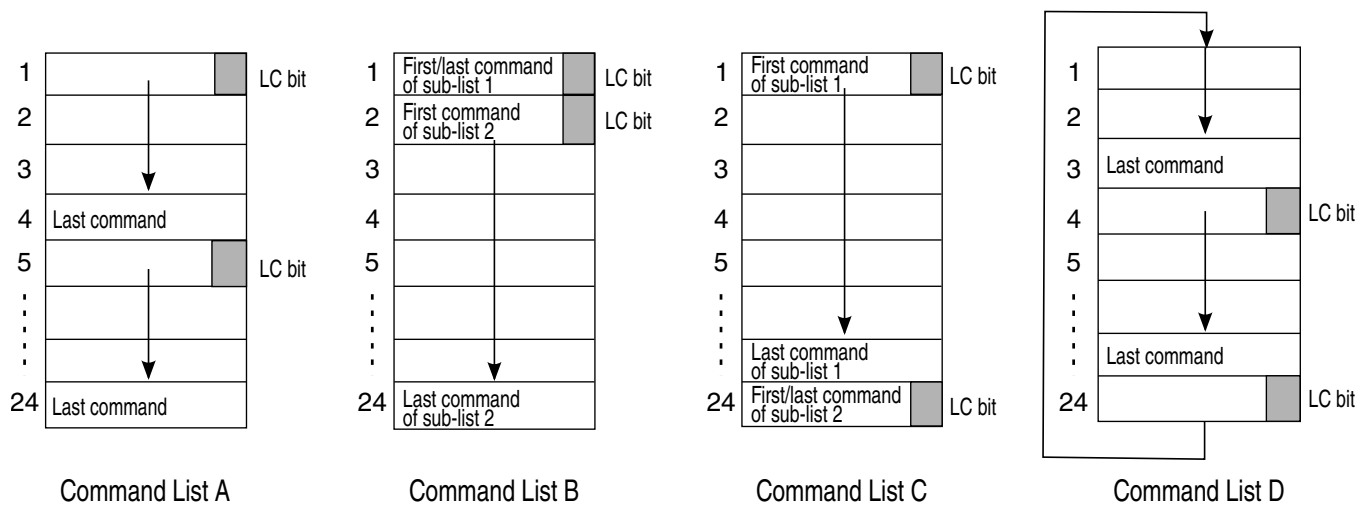 1
LC bit
2
3
4
Last command
5
LC bit
24
Last command
Command List A
1
First/last command
of sub-list 1
LC bit
2
First command
of sub-list 2
LC bit
3
4
5
24
Last command
of sub-list 2
Command List B
1
First command
of sub-list 1
LC bit
2
3
4
5
Last command
of sub-list 1
24
First/last command
of sub-list 2
LC bit
Command List C
1
2
3
Last command
4
LC bit
5
Last command
24
LC bit
Command List D